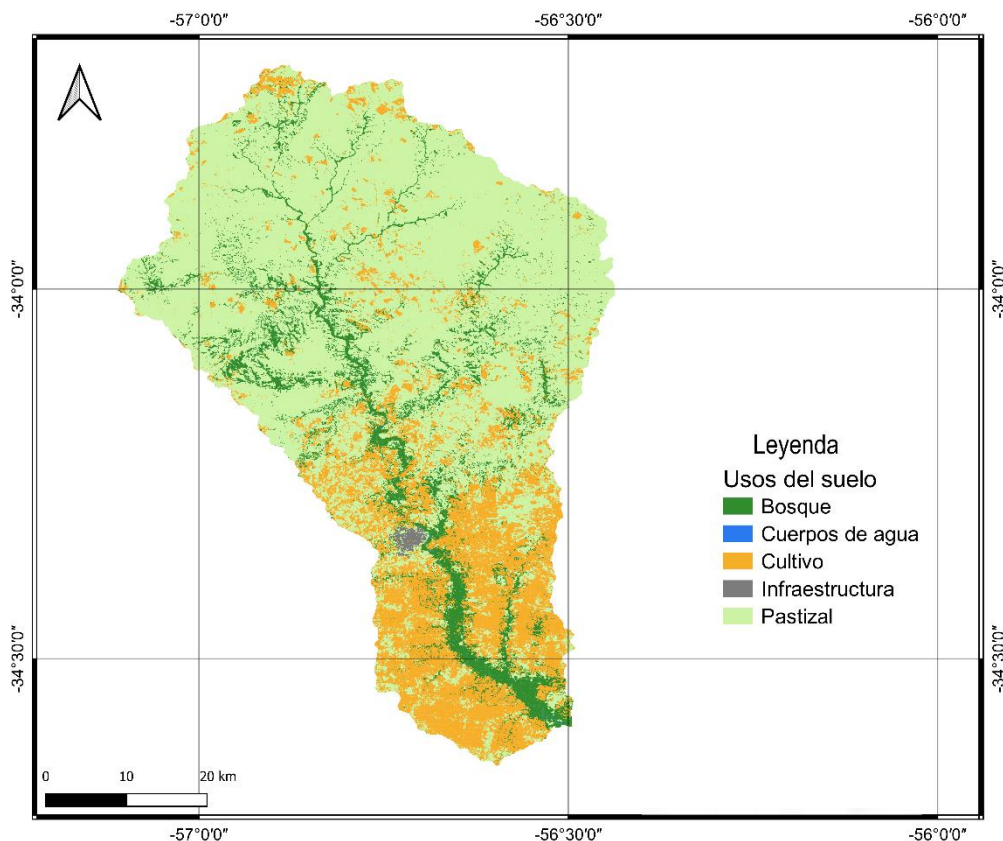 -57°0′0″ -56°30′0″ -56°0′0″
-34°0′0″ -34°0′0″
Leyenda
Usos del suelo
Bosque
Cuerpos de agua
Cultivo
Infraestructura
Pastizal
-34°30′0″ -34°30′0″
0 10 20 km
-57°0′0″ -56°30′0″ -56°0′0″